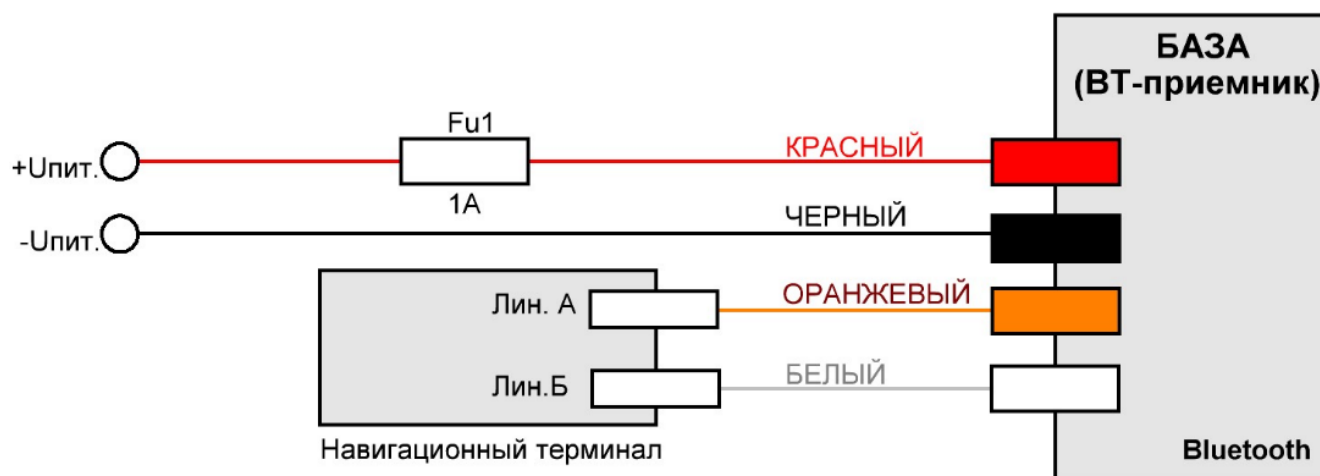 БАЗА
(BT-приемник)
Fu1
КРАСНЫЙ
+Uпит.
1А
ЧЕРНЫЙ
-Uпит.
Лин. А
ОРАНЖЕВЫЙ
Лин.Б
БЕЛЫЙ
Навигационный терминал
Bluetooth